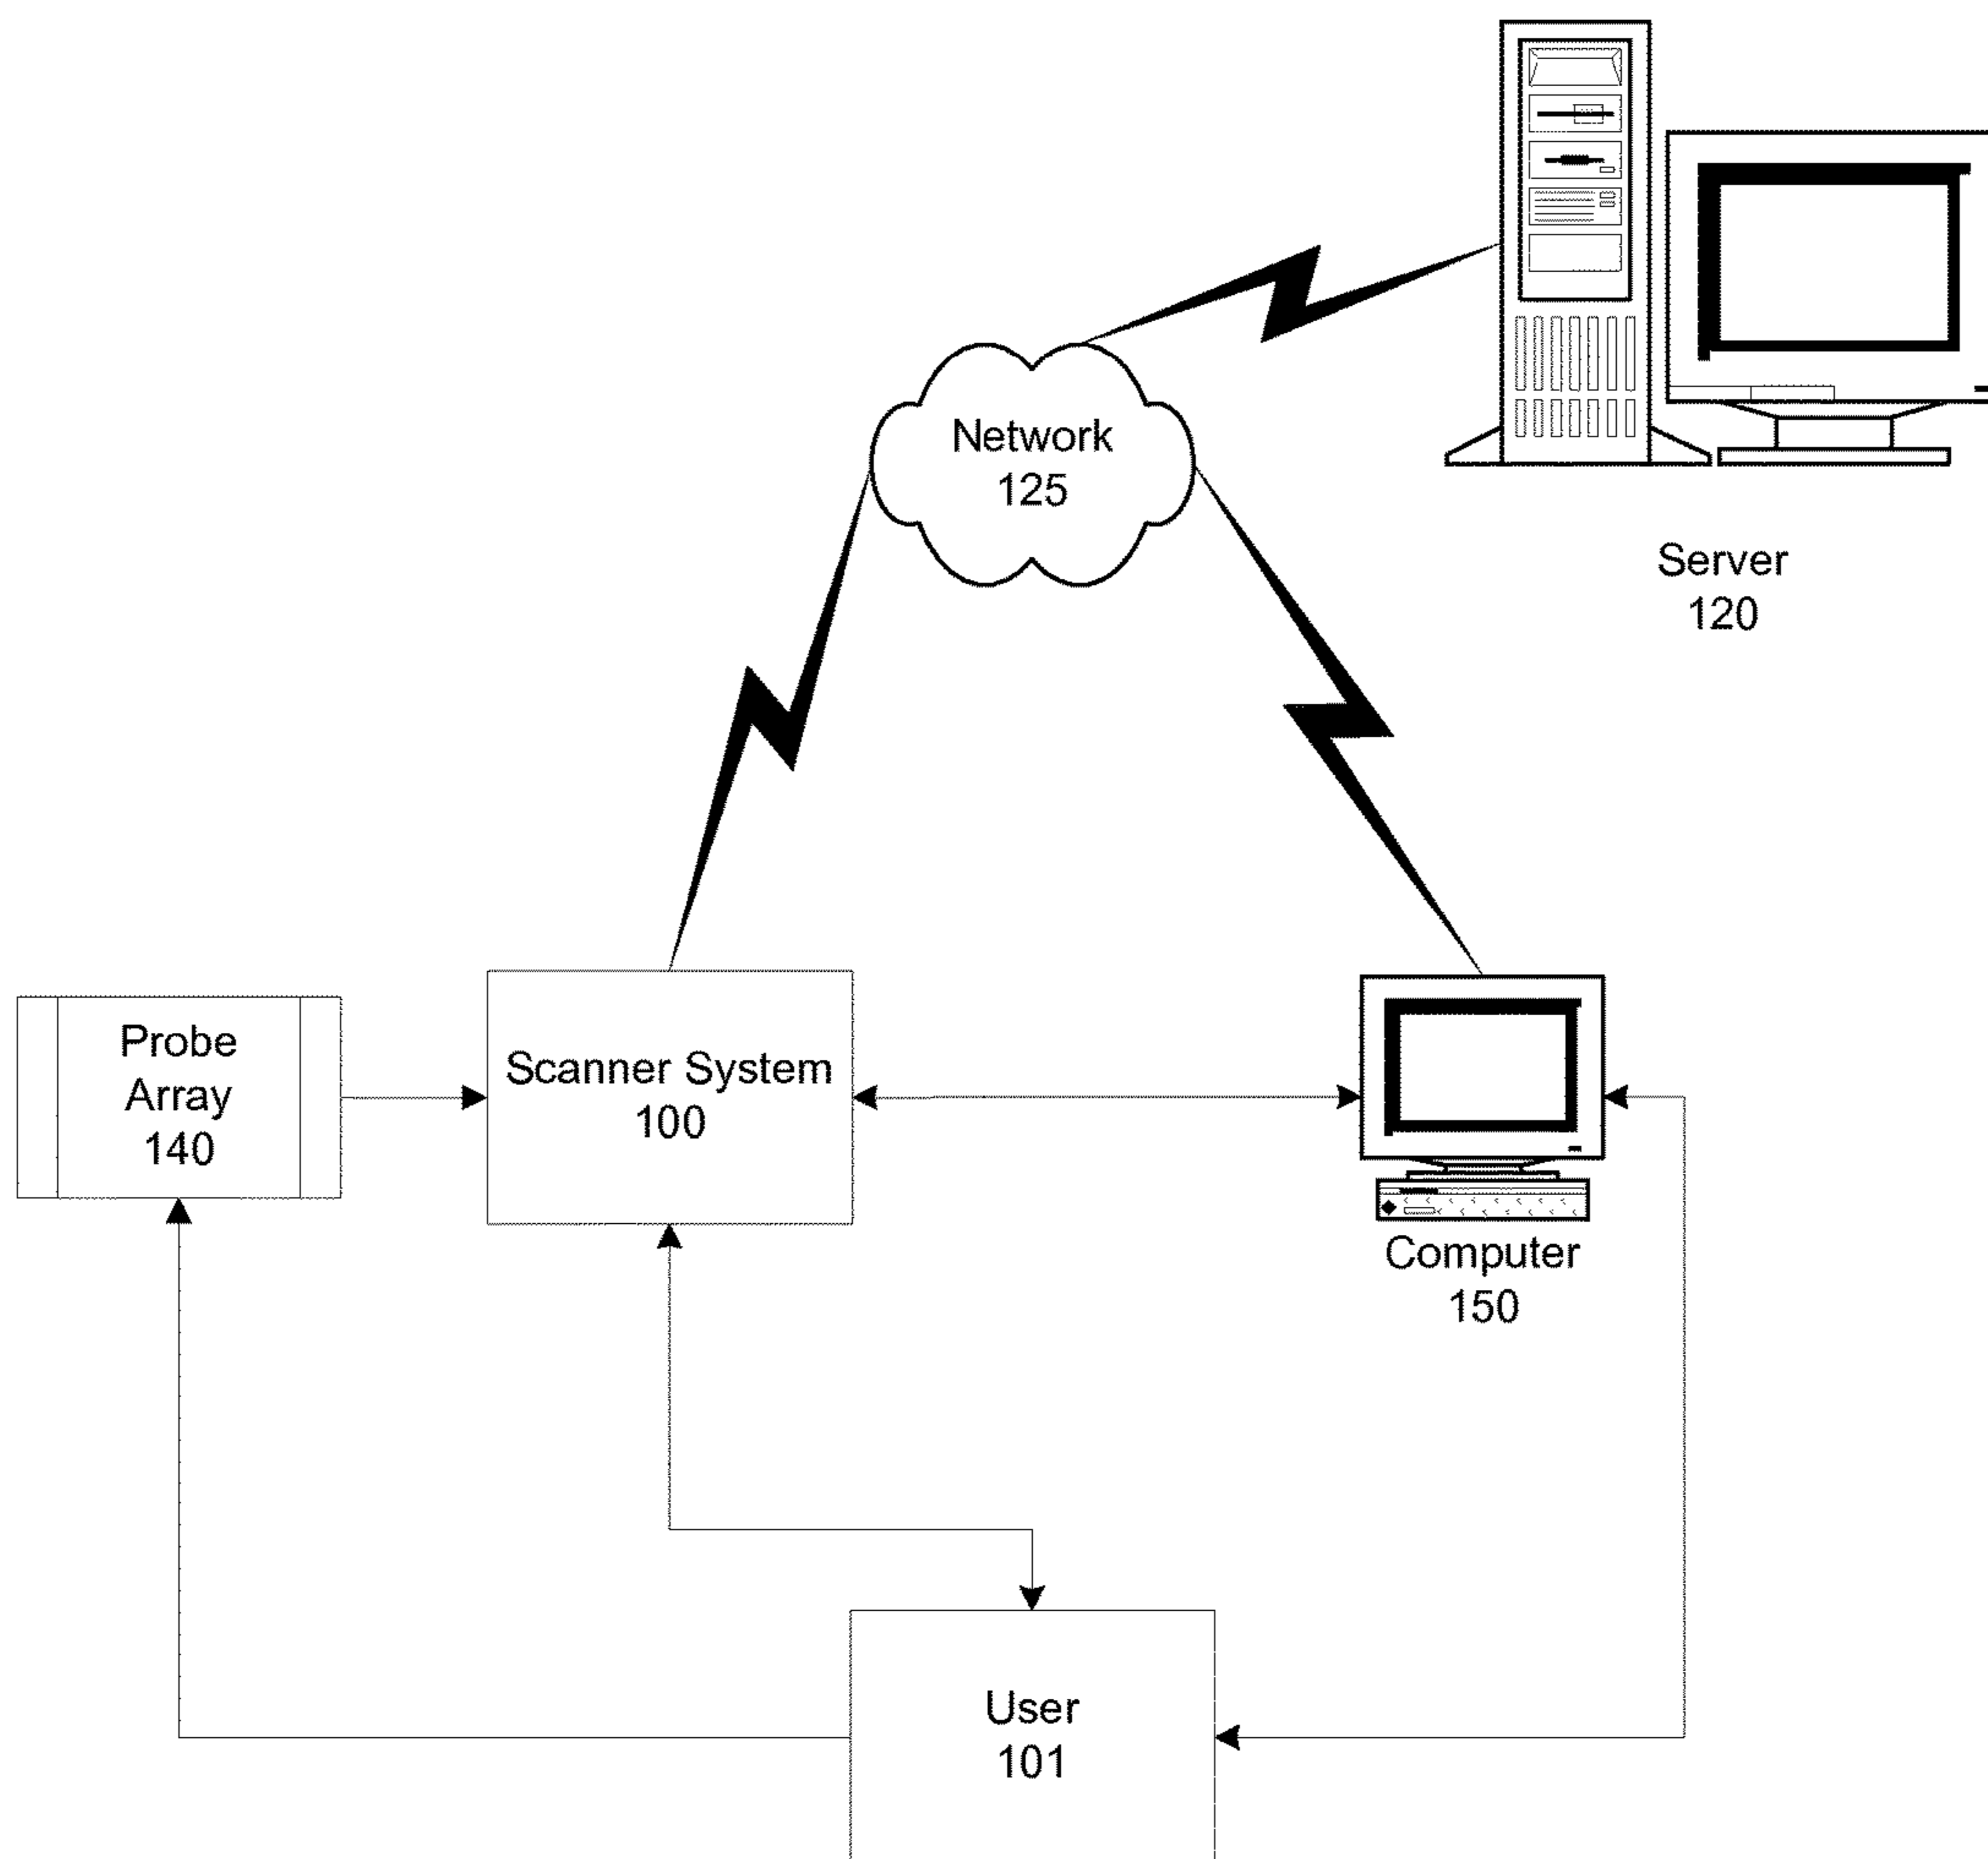 Network
125
Server
120
Probe
Array
140
Scanner System
100
Computer
150
User
101